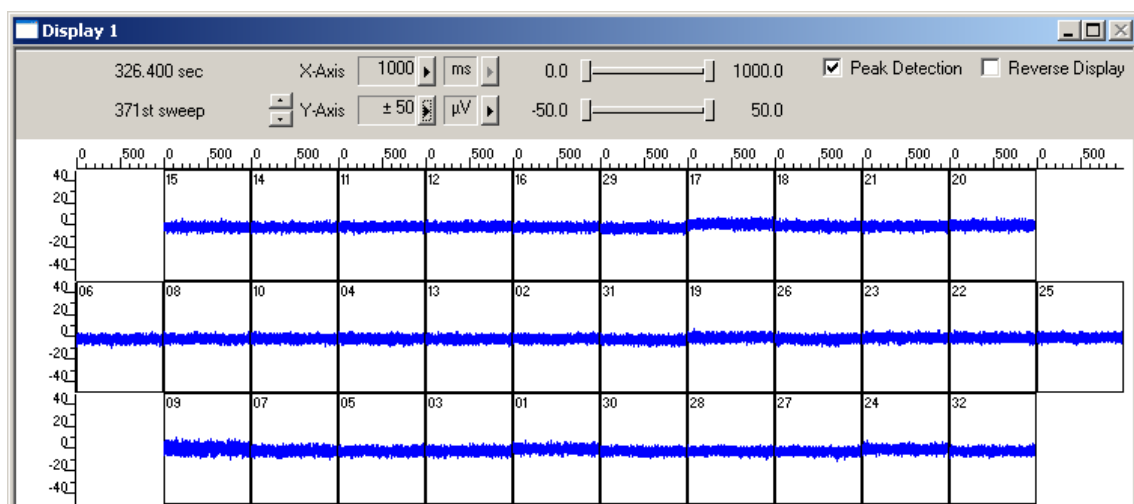 Display 1
326.400 sec X-Axis 1000 ms 0.0 1000.0 Peak Detection Reverse Display
371st sweep Y-Axis ± 50 µV -50.0 50.0
0 500 0 500 0 500 0 500 0 500 0 500 0 500 0 500 0 500 0 500 0 500 0 500
40 15 14 11 12 16 29 17 18 21 20
20
0
-20
-40
40 06 08 10 04 13 02 31 19 26 23 22 25
20
0
-20
-40
40 09 07 05 03 01 30 28 27 24 32
20
0
-20
-40